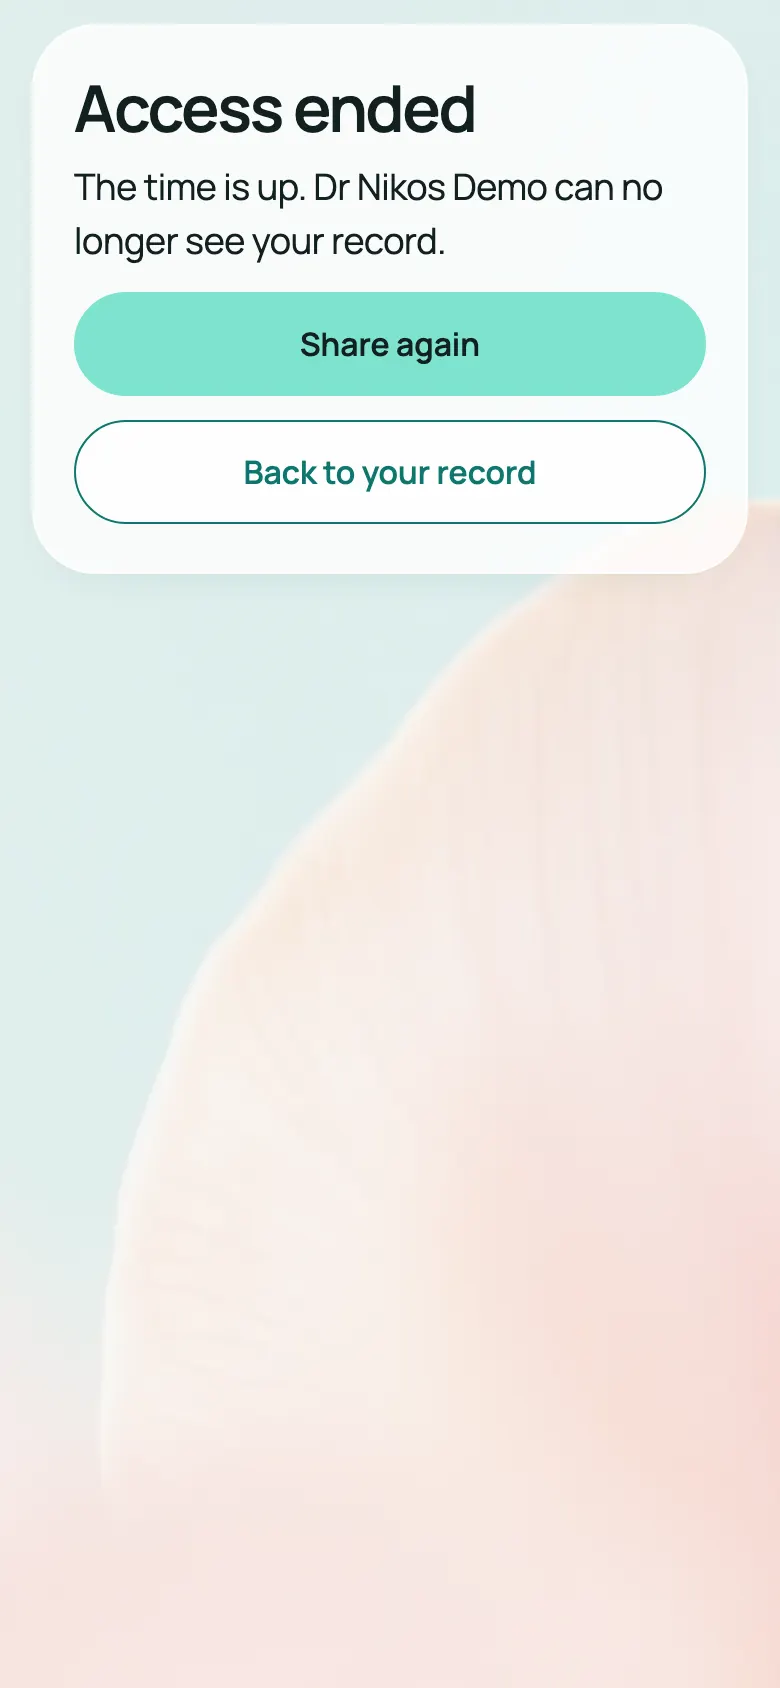 Access ended
The time is up. Dr Nikos Demo can no
longer see your record.
Share again
Back to your record